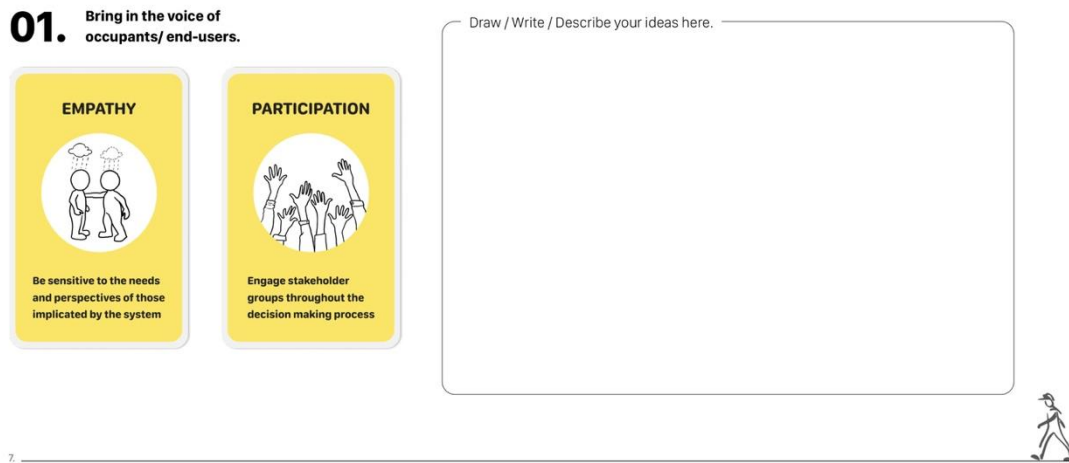 01.
Bring in the voice of
occupants/ end-users.
EMPATHY
Be sensitive to the needs
and perspectives of those
implicated by the system
PARTICIPATION
Engage stakeholder
groups throughout the
decision making process
Draw / Write / Describe your ideas here.
7.